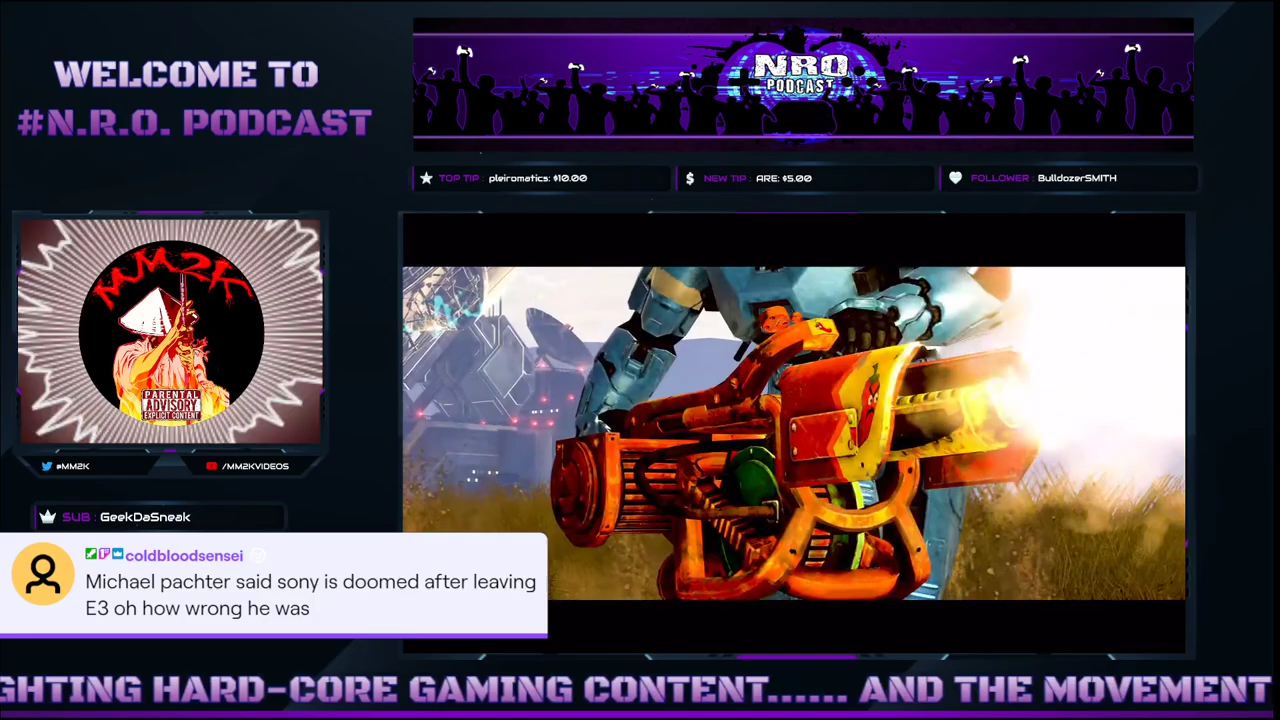 WELCOME TO
#N.R.O. PODCAST
NRO
PODCAST
TOP TIP : pleiromatics: $10.00
NEW TIP : ARE: $5.00
FOLLOWER : BulldozerSMITH
MM2K
PARENTAL
ADVISORY
EXPLICIT CONTENT
@MM2K
/MM2KVIDEOS
SUB : GeekDaSneak
coldbloodsensei
Michael pachter said sony is doomed after leaving
E3 oh how wrong he was
GHTING HARD-CORE GAMING CONTENT...... AND THE MOVEMENT